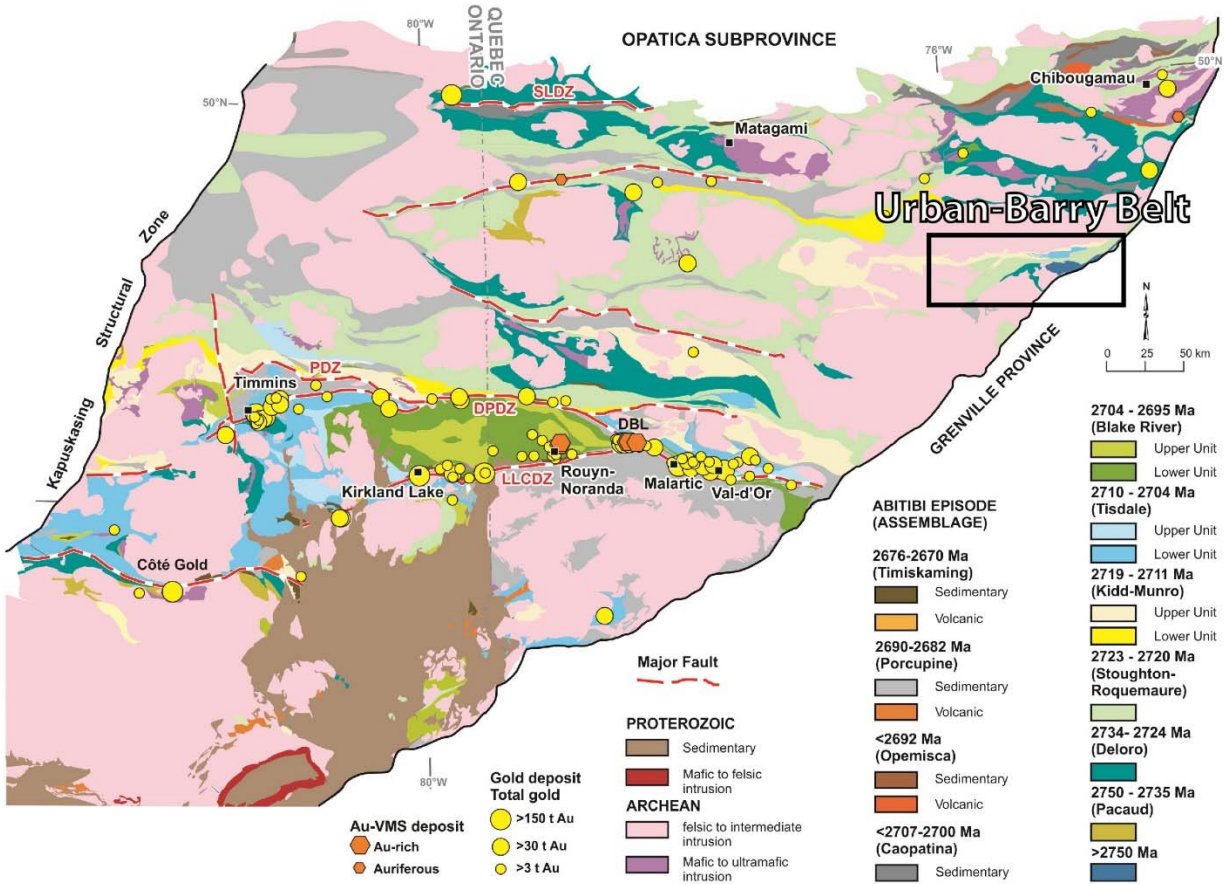 80°W
QUEBEC
ONTARIO
OPATICA SUBPROVINCE
76°W
50°N
Chibougamau
50°N
SLDZ
Matagami
Urban-Barry Belt
Kapuskasing Structural Zone
N
0 25 50 km
GRENVILLE PROVINCE
PDZ
Timmins
DPDZ
DBL
Rouyn-
Noranda
Kirkland Lake
LLCDZ
Malartic
Val-d'Or
Côté Gold
80°W
Major Fault
Au-VMS deposit
Au-rich
Auriferous
Gold deposit
Total gold
>150 t Au
>30 t Au
>3 t Au
PROTEROZOIC
Sedimentary
Mafic to felsic
intrusion
ARCHEAN
felsic to intermediate
intrusion
Mafic to ultramafic
intrusion
ABITIBI EPISODE
(ASSEMBLAGE)
2676-2670 Ma
(Timiskaming)
Sedimentary
Volcanic
2690-2682 Ma
(Porcupine)
Sedimentary
Volcanic
<2692 Ma
(Opemisca)
Sedimentary
Volcanic
<2707-2700 Ma
(Caopatina)
Sedimentary
2704 - 2695 Ma
(Blake River)
Upper Unit
Lower Unit
2710 - 2704 Ma
(Tisdale)
Upper Unit
Lower Unit
2719 - 2711 Ma
(Kidd-Munro)
Upper Unit
Lower Unit
2723 - 2720 Ma
(Stoughton-
Roquemaure)
2734- 2724 Ma
(Deloro)
2750 - 2735 Ma
(Pacaud)
>2750 Ma